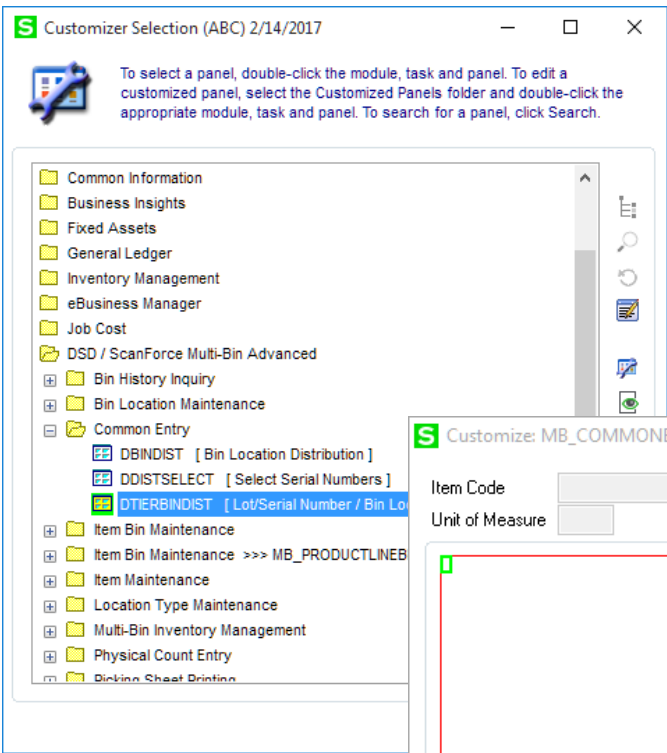 S Customizer Selection (ABC) 2/14/2017
To select a panel, double-click the module, task and panel. To edit a
customized panel, select the Customized Panels folder and double-click the
appropriate module, task and panel. To search for a panel, click Search.
Common Information
Business Insights
Fixed Assets
General Ledger
Inventory Management
eBusiness Manager
Job Cost
DSD / ScanForce Multi-Bin Advanced
Bin History Inquiry
Bin Location Maintenance
Common Entry
DBINDIST [ Bin Location Distribution ]
DDISTSELECT [ Select Serial Numbers ]
DTIERBINDIST [ Lot/Serial Number / Bin Lo
Item Bin Maintenance
Item Bin Maintenance >>> MB_PRODUCTLINEB
Item Maintenance
Location Type Maintenance
Multi-Bin Inventory Management
Physical Count Entry
Picking Sheet Printing
S Customize: MB_COMMONE
Item Code
Unit of Measure